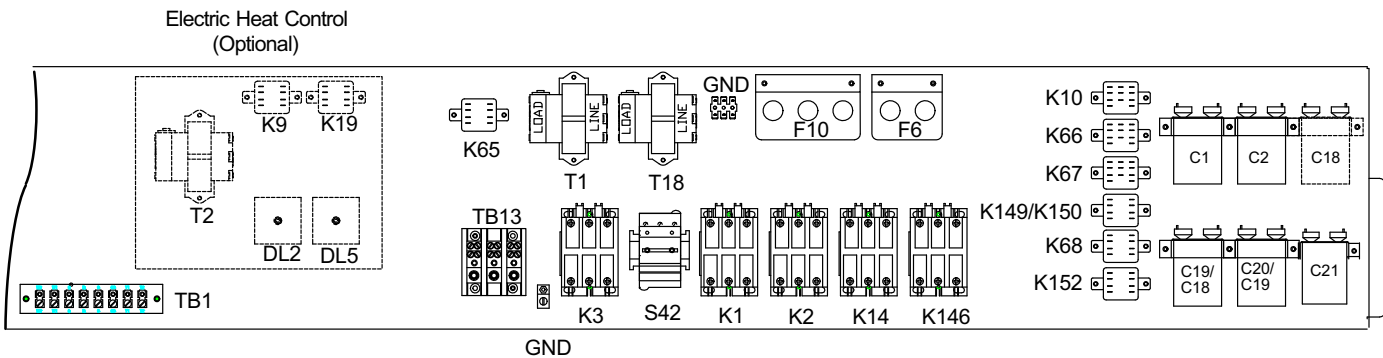 Electric Heat Control
(Optional)
K9
K19
T2
DL2
DL5
TB1
K65
LOAD
LINE
T1
LOAD
LINE
T18
GND
F10
F6
TB13
GND
K3
S42
K1
K2
K14
K146
K10
K66
K67
K149/K150
K68
K152
C1
C2
C18
C19/
C18
C20/
C19
C21